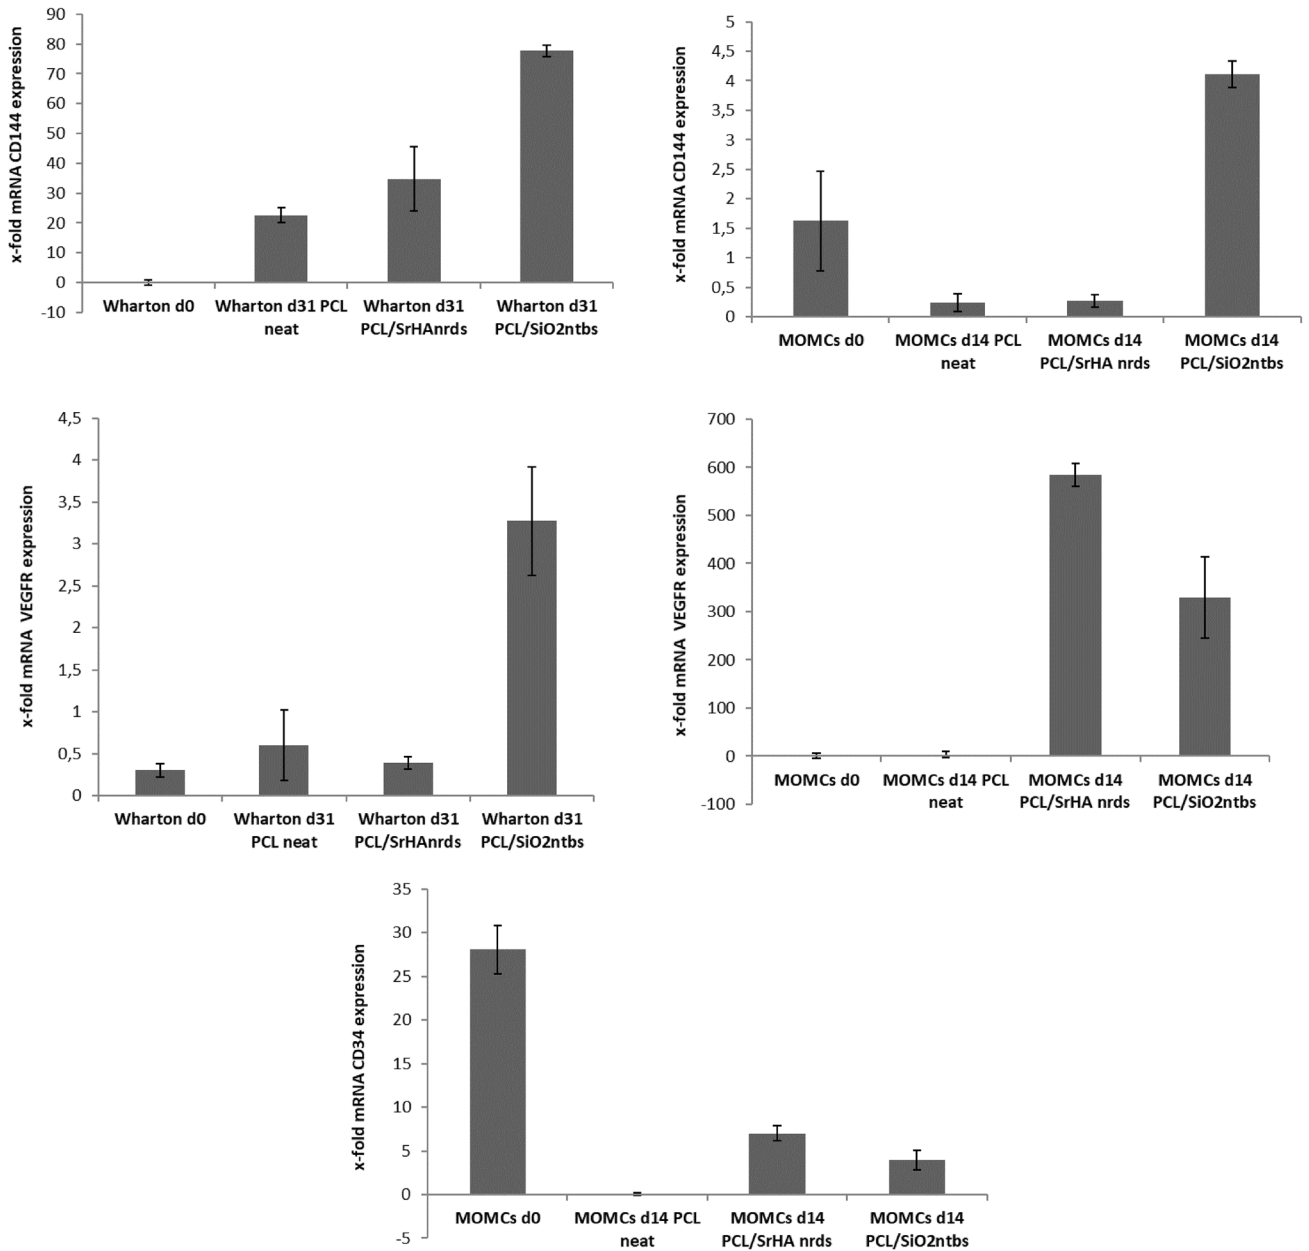 x-fold mRNA CD144 expression
90
80
70
60
50
40
30
20
10
0
-10
Wharton d0
Wharton d31 PCL
neat
Wharton d31
PCL/SrHAnrds
Wharton d31
PCL/SiO2ntbs
x-fold mRNA CD144 expression
5
4,5
4
3,5
3
2,5
2
1,5
1
0,5
0
MOMCs d0
MOMCs d14 PCL
neat
MOMCs d14
PCL/SrHA nrds
MOMCs d14
PCL/SiO2ntbs
x-fold mRNA VEGFR expression
4,5
4
3,5
3
2,5
2
1,5
1
0,5
0
Wharton d0
Wharton d31
PCL neat
Wharton d31
PCL/SrHAnrds
Wharton d31
PCL/SiO2ntbs
x-fold mRNA VEGFR expression
700
600
500
400
300
200
100
0
-100
MOMCs d0
MOMCs d14 PCL
neat
MOMCs d14
PCL/SrHA nrds
MOMCs d14
PCL/SiO2ntbs
x-fold mRNA CD34 expression
35
30
25
20
15
10
5
0
-5
MOMCs d0
MOMCs d14 PCL
neat
MOMCs d14
PCL/SrHA nrds
MOMCs d14
PCL/SiO2ntbs